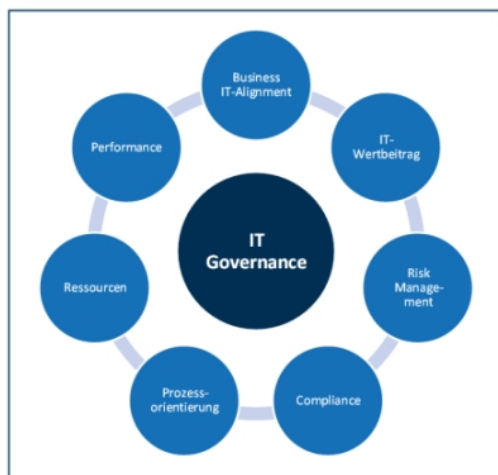 Business
IT-Alignment
IT-
Wertbeitrag
Risk
Manage-
ment
Compliance
Prozess-
orientierung
Ressourcen
Performance
IT
Governance